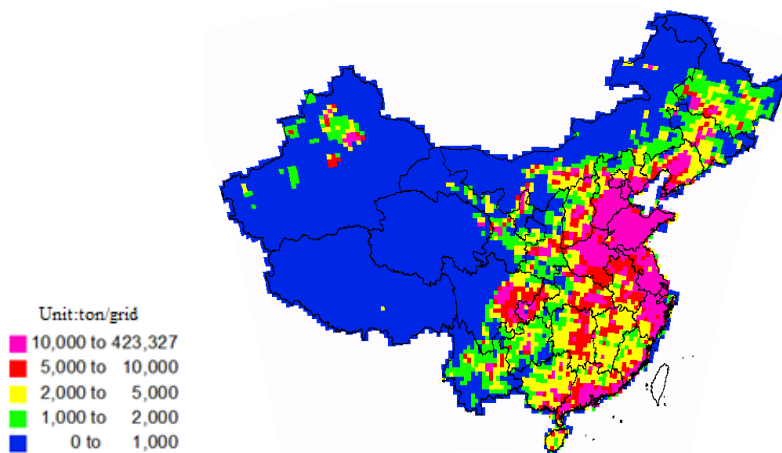 Unit:ton/grid
10,000 to 423,327
5,000 to 10,000
2,000 to 5,000
1,000 to 2,000
0 to 1,000